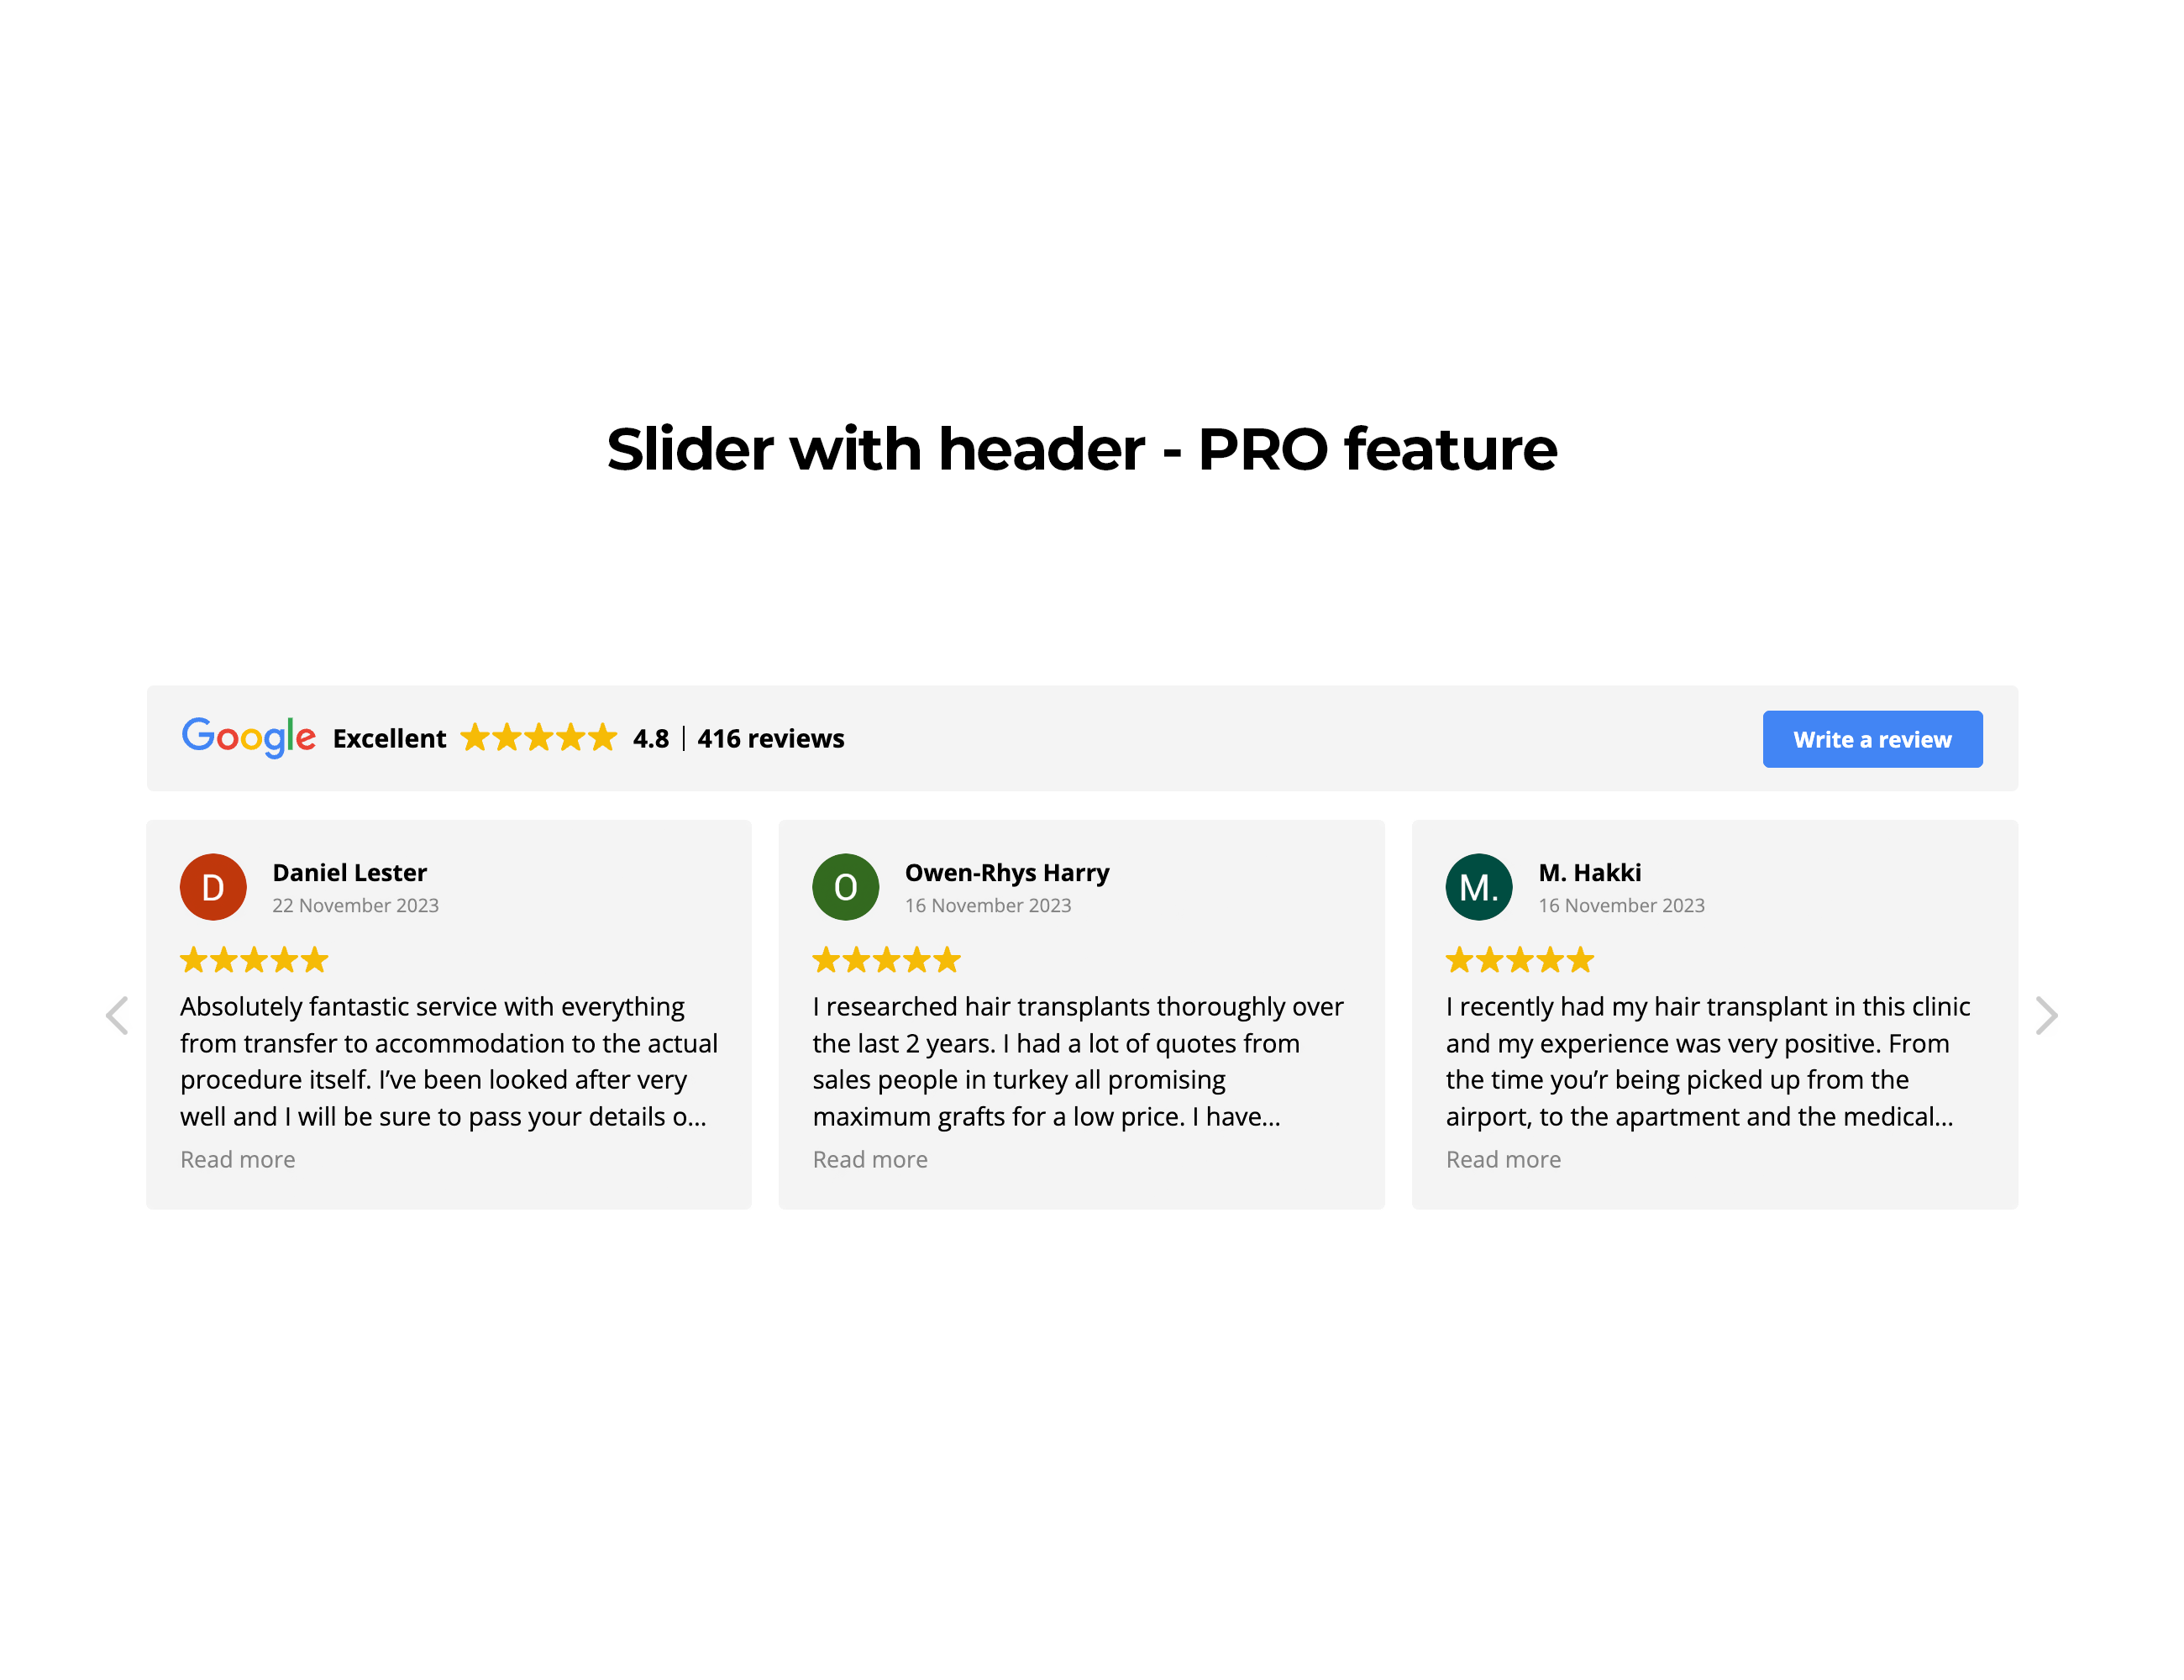 Slider with header - PRO feature
Google Excellent 4.8 | 416 reviews
Write a review
D
Daniel Lester
22 November 2023
Absolutely fantastic service with everything
from transfer to accommodation to the actual
procedure itself. I’ve been looked after very
well and I will be sure to pass your details o...
Read more
O
Owen-Rhys Harry
16 November 2023
I researched hair transplants thoroughly over
the last 2 years. I had a lot of quotes from
sales people in turkey all promising
maximum grafts for a low price. I have...
Read more
M.
M. Hakki
16 November 2023
I recently had my hair transplant in this clinic
and my experience was very positive. From
the time you’r being picked up from the
airport, to the apartment and the medical...
Read more